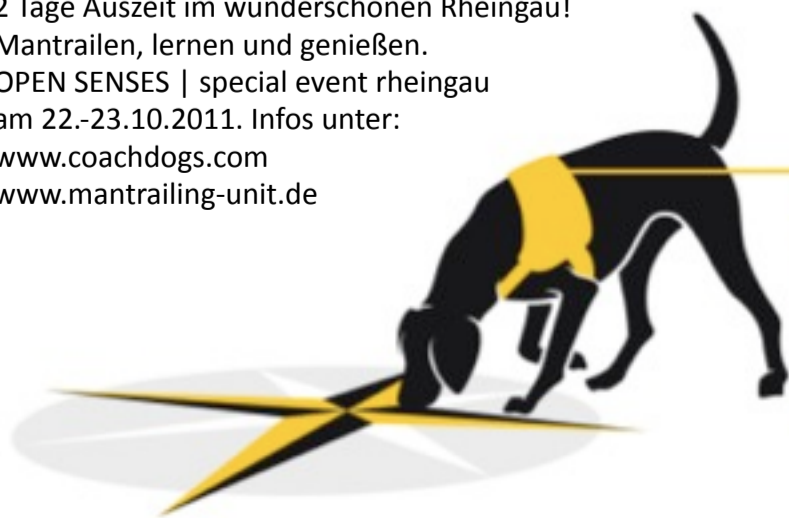 2 Tage Auszeit im wunderschönen Rheingau!
Mantrailen, lernen und genießen.
OPEN SENSES | special event rheingau
am 22.-23.10.2011. Infos unter:
www.coachdogs.com
www.mantrailing-unit.de